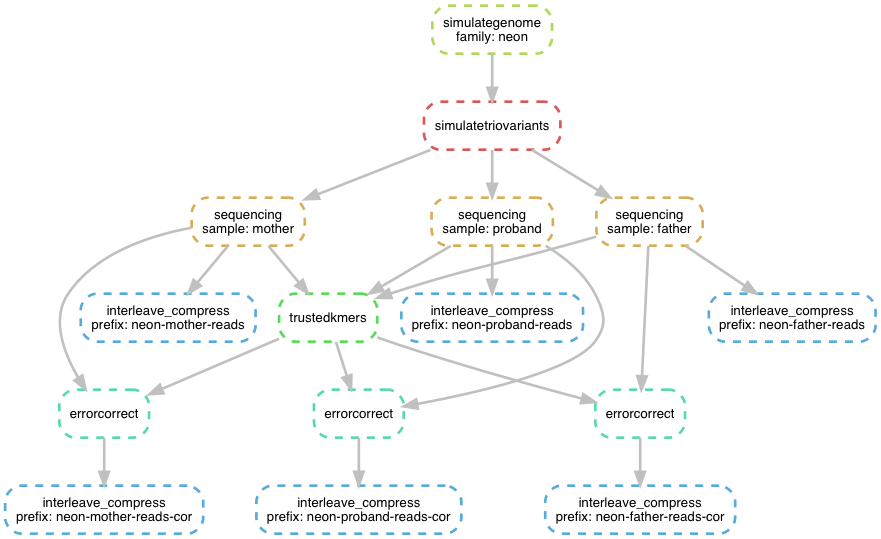 simulategenome
family: neon
simulatetriovariants
sequencing
sample: mother
sequencing
sample: proband
sequencing
sample: father
interleave_compress
prefix: neon-mother-reads
trustedkmers
interleave_compress
prefix: neon-proband-reads
interleave_compress
prefix: neon-father-reads
errorcorrect
errorcorrect
errorcorrect
interleave_compress
prefix: neon-mother-reads-cor
interleave_compress
prefix: neon-proband-reads-cor
interleave_compress
prefix: neon-father-reads-cor